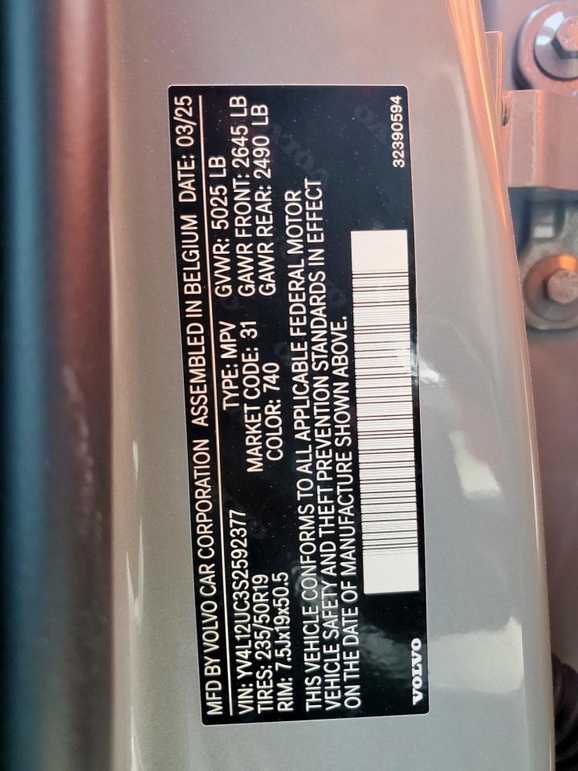 MFD BY VOLVO CAR CORPORATION ASSEMBLED IN BELGIUM DATE: 03/25
VIN: YV4L12UC3S2592377 TYPE: MPV GVWR: 5025 LB
TIRES: 235/50R19 MARKET CODE: 31 GAWR FRONT: 2645 LB
RIM: 7.5Jx19x50.5 COLOR: 740 GAWR REAR: 2490 LB
THIS VEHICLE CONFORMS TO ALL APPLICABLE FEDERAL MOTOR
VEHICLE SAFETY AND THEFT PREVENTION STANDARDS IN EFFECT
ON THE DATE OF MANUFACTURE SHOWN ABOVE.
VOLVO 32390594